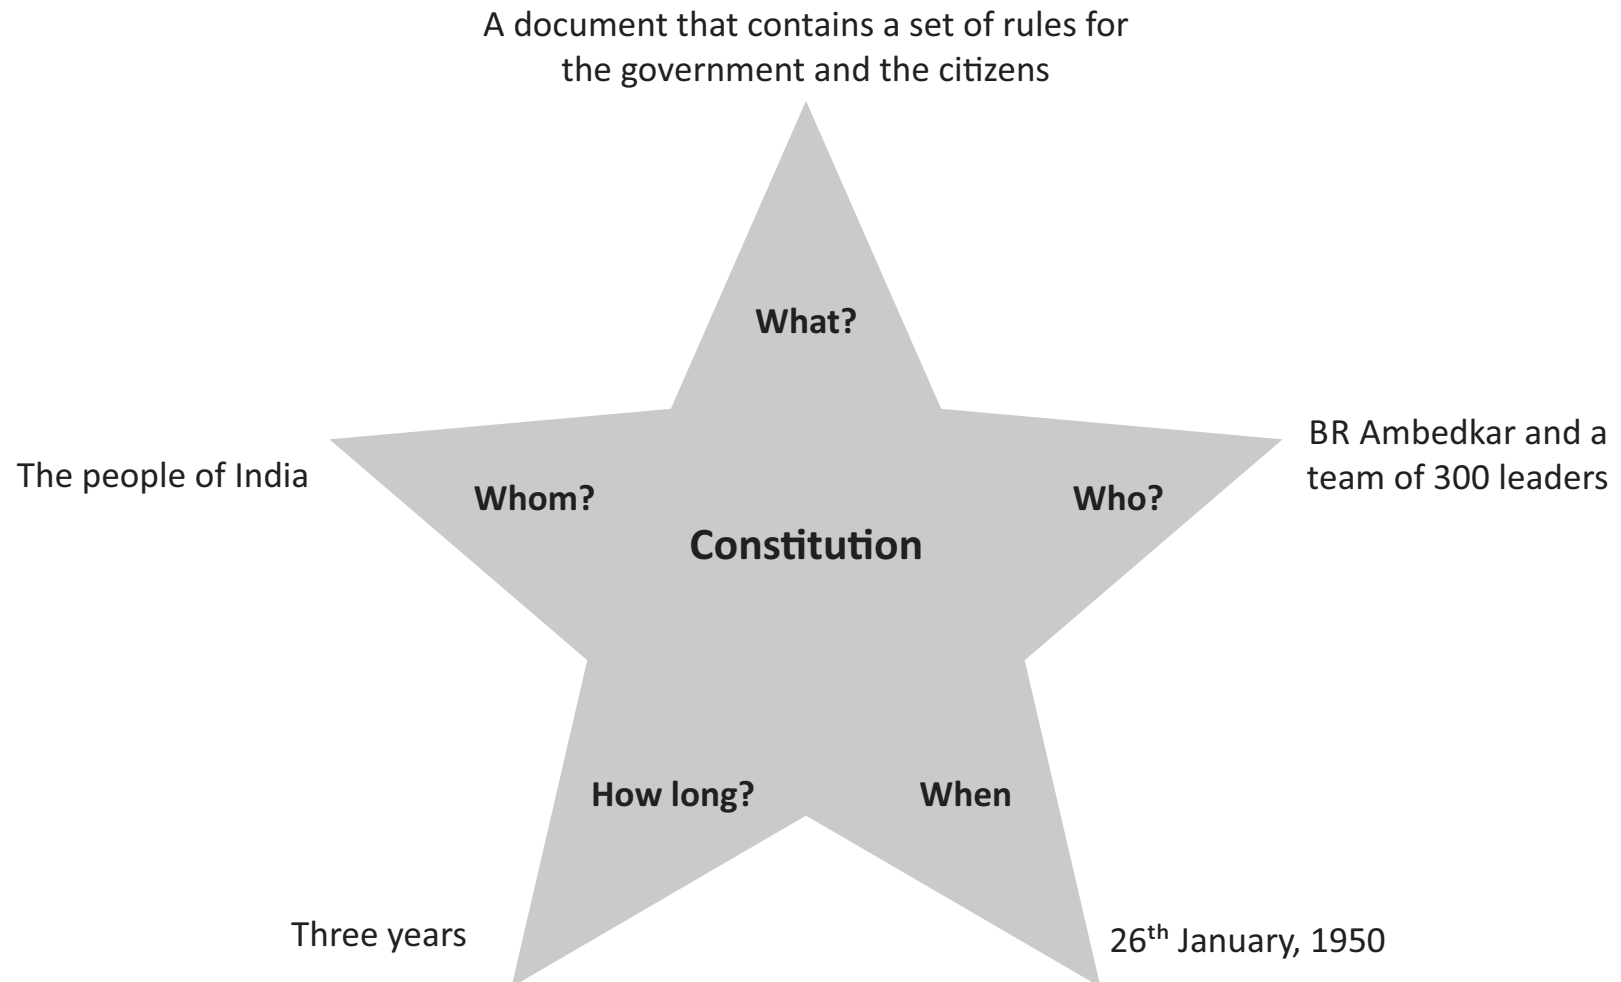 A document that contains a set of rules for
the government and the citizens
What?
BR Ambedkar and a
team of 300 leaders
The people of India
Whom?
Who?
Constitution
How long?
When
Three years
26th January, 1950